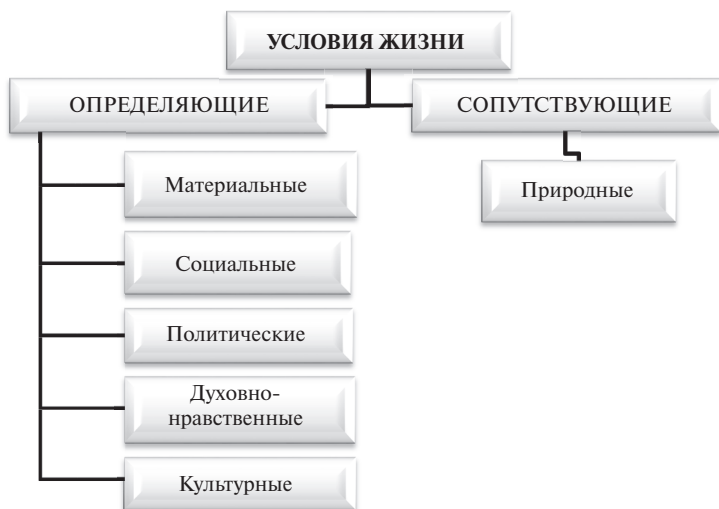 УСЛОВИЯ ЖИЗНИ
ОПРЕДЕЛЯЮЩИЕ
СОПУТСТВУЮЩИЕ
Материальные
Природные
Социальные
Политические
Духовно-
нравственные
Культурные